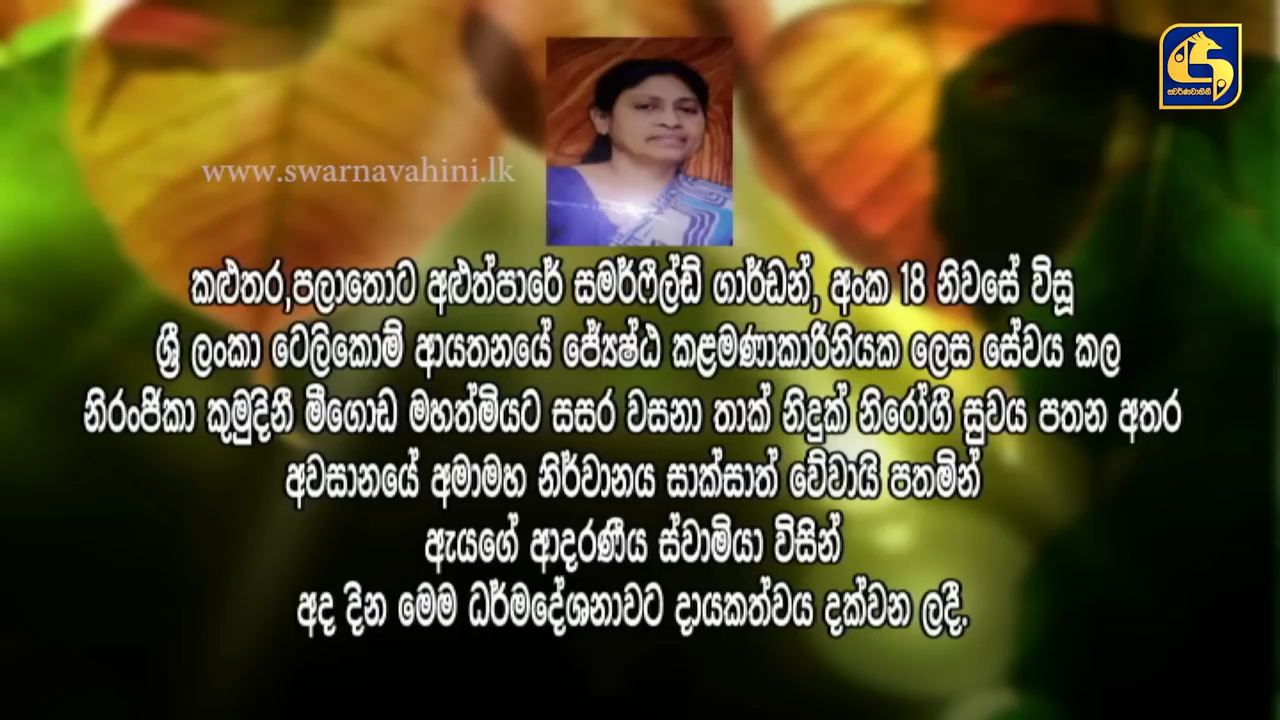 ස්වර්ණවාහිනී
www.swarnavahini.lk
කළුතර,පලාතොට අළුත්පාරේ සමර්ෆීල්ඩ් ගාර්ඩන්, අංක 18 නිවසේ විසූ
ශ්‍රී ලංකා ටෙලිකොම් ආයතනයේ ජ්‍යේෂ්ඨ කළමණාකාරිනියක ලෙස සේවය කල
නිරංජිකා කුමුදිනී මීගොඩ මහත්මියට සසර වසනා තාක් නිදුක් නිරෝගී සුවය පතන අතර
අවසානයේ අමාමහ නිර්වානය සාක්සාත් වේවායි පතමින්
ඇයගේ ආදරණීය ස්වාමියා විසින්
අද දින මෙම ධර්මදේශනාවට දායකත්වය දක්වන ලදී.